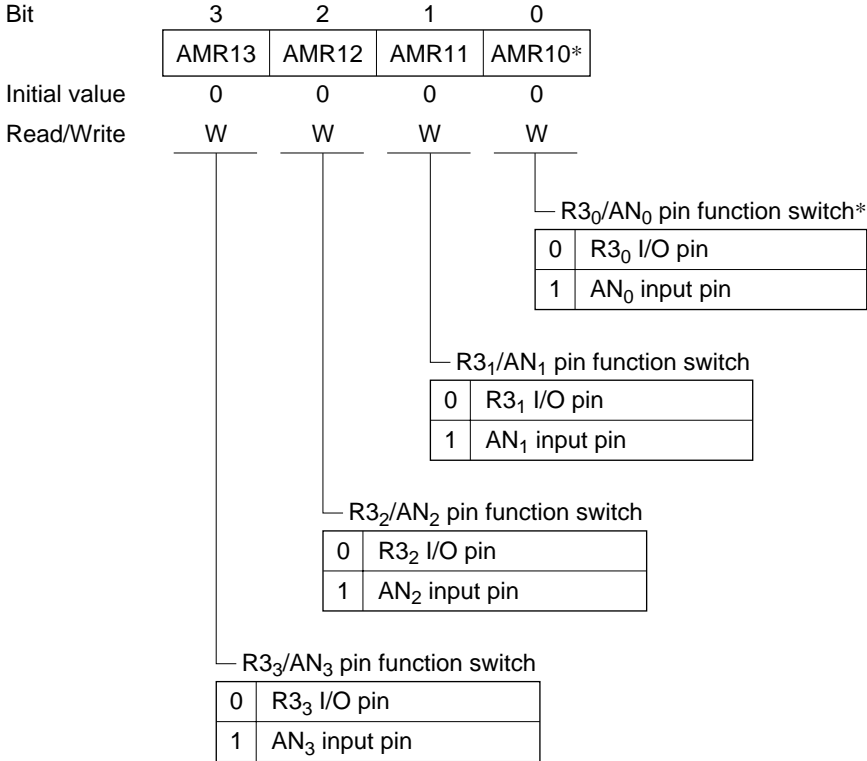 Bit 3 2 1 0
AMR13 AMR12 AMR11 AMR10*
Initial value 0 0 0 0
Read/Write W W W W
R3₀/AN₀ pin function switch*
0 R3₀ I/O pin
1 AN₀ input pin
R3₁/AN₁ pin function switch
0 R3₁ I/O pin
1 AN₁ input pin
R3₂/AN₂ pin function switch
0 R3₂ I/O pin
1 AN₂ input pin
R3₃/AN₃ pin function switch
0 R3₃ I/O pin
1 AN₃ input pin